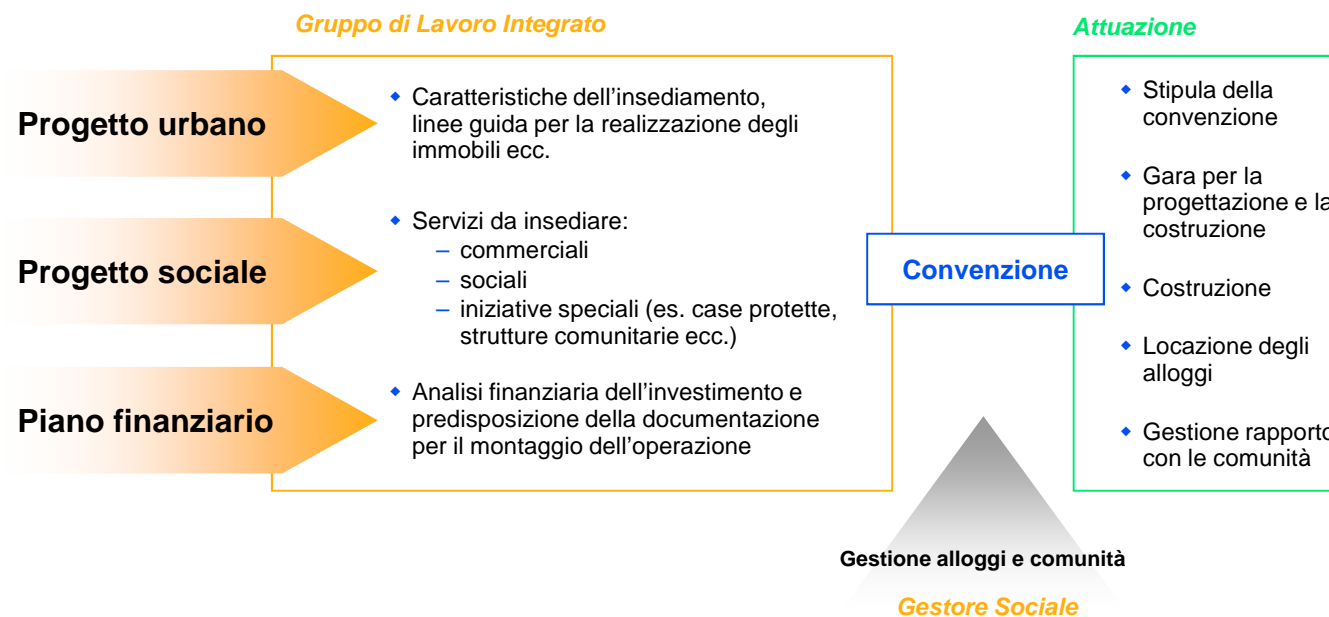 Gruppo di Lavoro Integrato
Progetto urbano
Caratteristiche dell’insediamento,
linee guida per la realizzazione degli
immobili ecc.
Progetto sociale
Servizi da insediare:
– commerciali
– sociali
– iniziative speciali (es. case protette,
strutture comunitarie ecc.)
Piano finanziario
Analisi finanziaria dell’investimento e
predisposizione della documentazione
per il montaggio dell’operazione
Convenzione
Attuazione
Stipula della
convenzione
Gara per la
progettazione e la
costruzione
Costruzione
Locazione degli
alloggi
Gestione rapporto
con le comunità
Gestione alloggi e comunità
Gestore Sociale